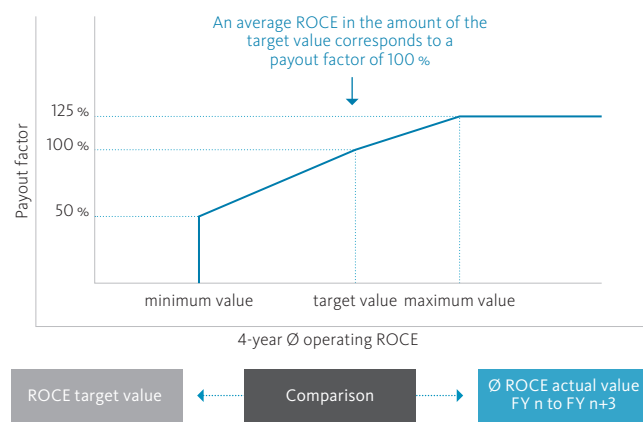 An average ROCE in the amount of the
target value corresponds to a
payout factor of 100 %
125 %
100 %
50 %
Payout factor
minimum value
target value
maximum value
4-year Ø operating ROCE
ROCE target value
Comparison
Ø ROCE actual value
FY n to FY n+3